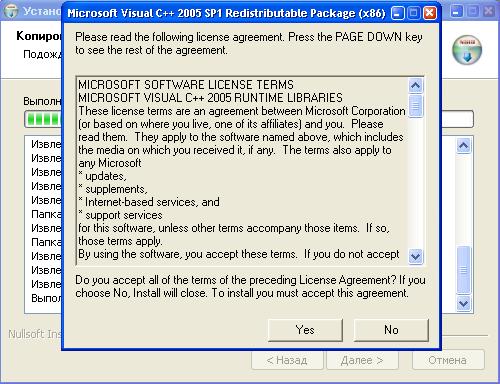 Устано
Microsoft Visual C++ 2005 SP1 Redistributable Package (x86)
Копиро
Подожд
Please read the following license agreement. Press the PAGE DOWN key
to see the rest of the agreement.
Выполн
MICROSOFT SOFTWARE LICENSE TERMS
MICROSOFT VISUAL C++ 2005 RUNTIME LIBRARIES
These license terms are an agreement between Microsoft Corporation
(or based on where you live, one of its affiliates) and you. Please
read them. They apply to the software named above, which includes
the media on which you received it, if any. The terms also apply to
any Microsoft
* updates,
* supplements,
* Internet-based services, and
* support services
for this software, unless other terms accompany those items. If so,
those terms apply.
By using the software, you accept these terms. If you do not accept
Извле
Извле
Извле
Извле
Извле
Папка
Извле
Папка
Извле
Извле
Выпол
Do you accept all of the terms of the preceding License Agreement? If you
choose No, Install will close. To install you must accept this agreement.
Yes
No
Nullsoft Ins
< Назад
Далее >
Отмена